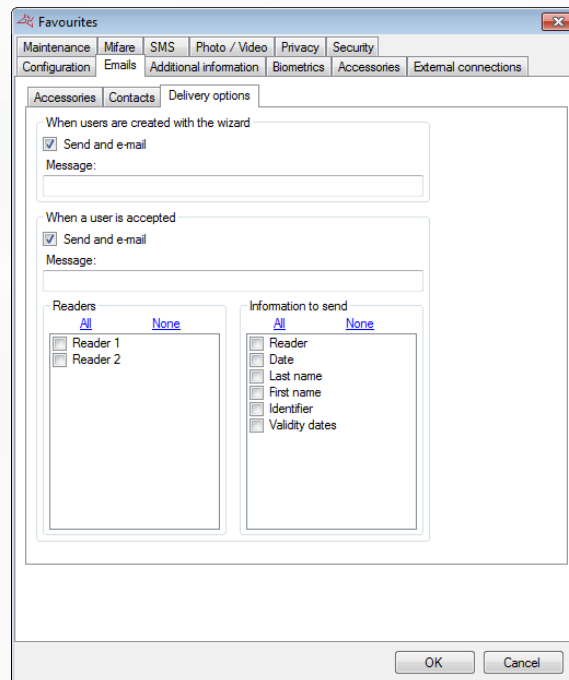 Favourites
Maintenance Mifare SMS Photo / Video Privacy Security
Configuration Emails Additional information Biometrics Accessories External connections
Accessories Contacts Delivery options
When users are created with the wizard
Send and e-mail
Message:
When a user is accepted
Send and e-mail
Message:
Readers
All None
Reader 1
Reader 2
Information to send
All None
Reader
Date
Last name
First name
Identifier
Validity dates
OK Cancel